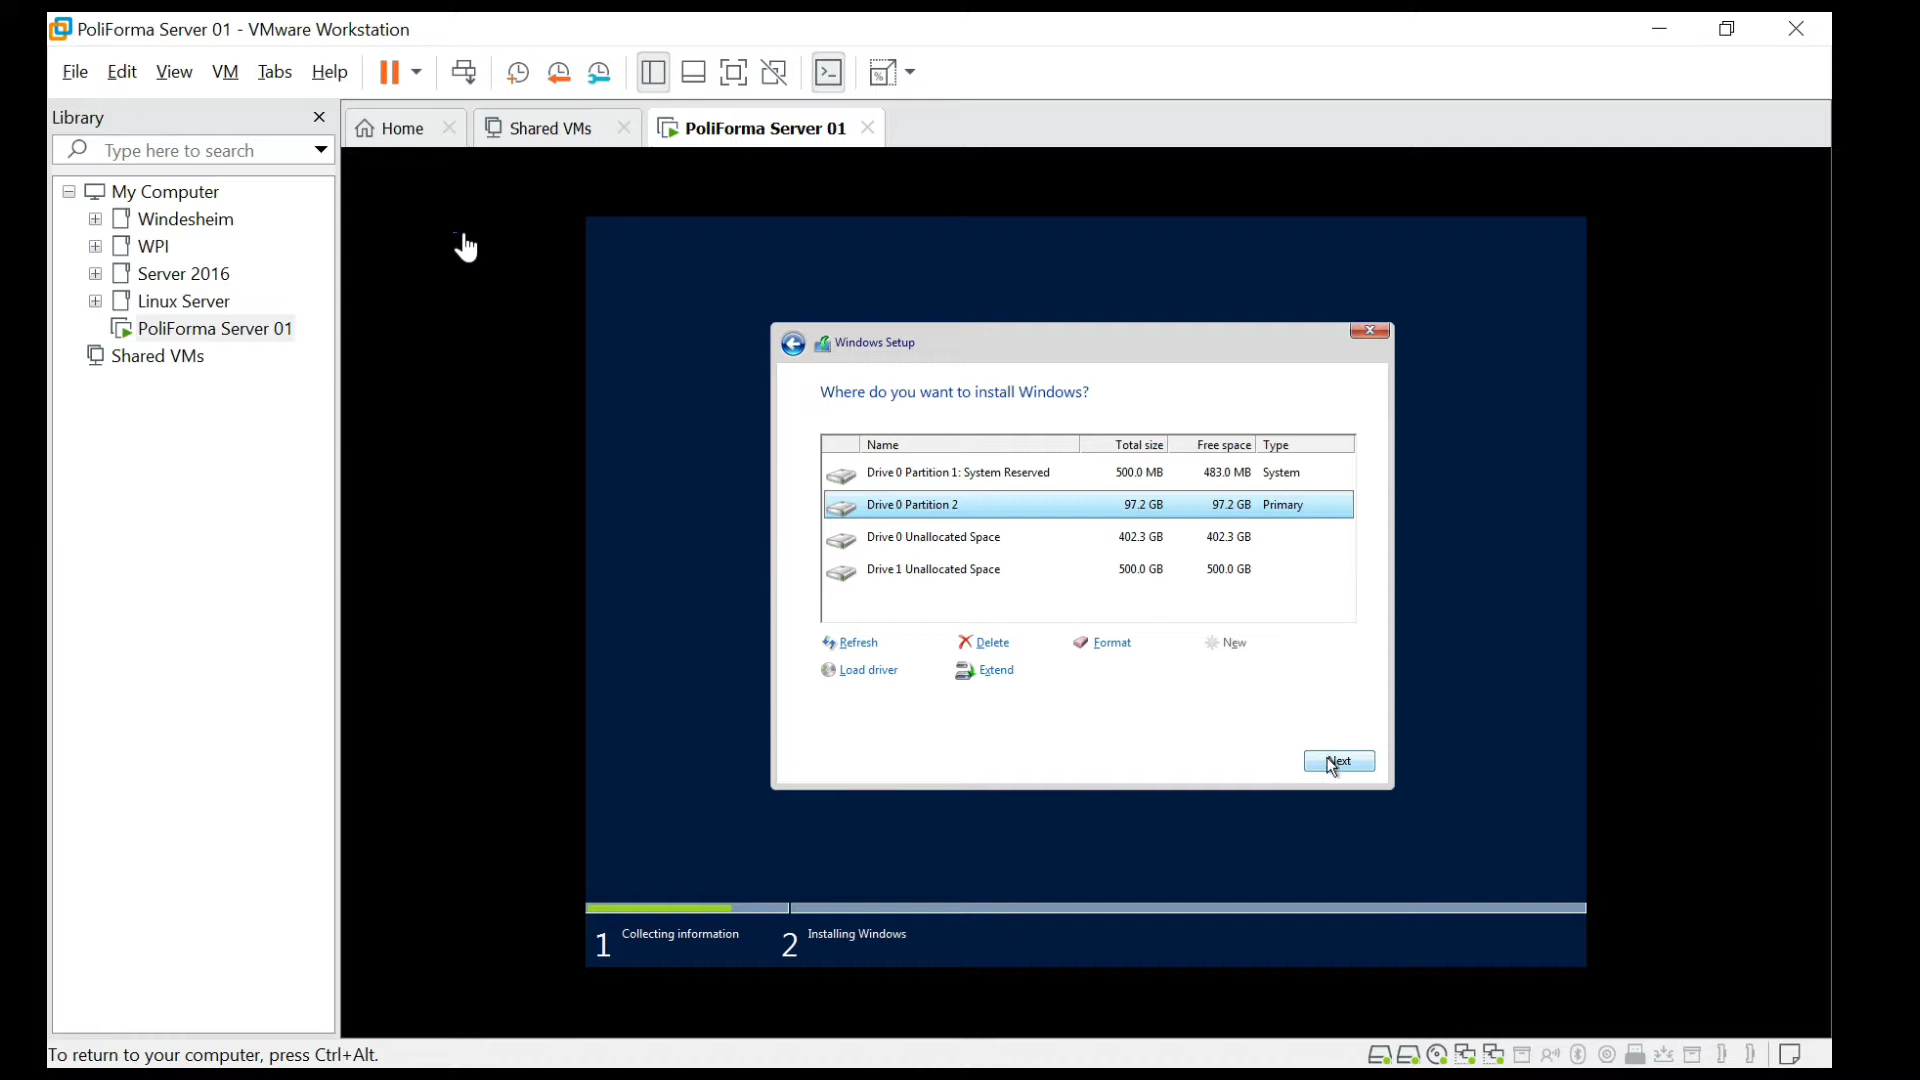 PoliForma Server 01 - VMware Workstation
File Edit View VM Tabs Help
Library
Type here to search
My Computer
Windesheim
WPI
Server 2016
Linux Server
PoliForma Server 01
Shared VMs
Home Shared VMs PoliForma Server 01
Windows Setup
Where do you want to install Windows?
Name Total size Free space Type
Drive 0 Partition 1: System Reserved 500.0 MB 483.0 MB System
Drive 0 Partition 2 97.2 GB 97.2 GB Primary
Drive 0 Unallocated Space 402.3 GB 402.3 GB
Drive 1 Unallocated Space 500.0 GB 500.0 GB
Refresh Delete Format New
Load driver Extend
Next
1 Collecting information 2 Installing Windows
To return to your computer, press Ctrl+Alt.